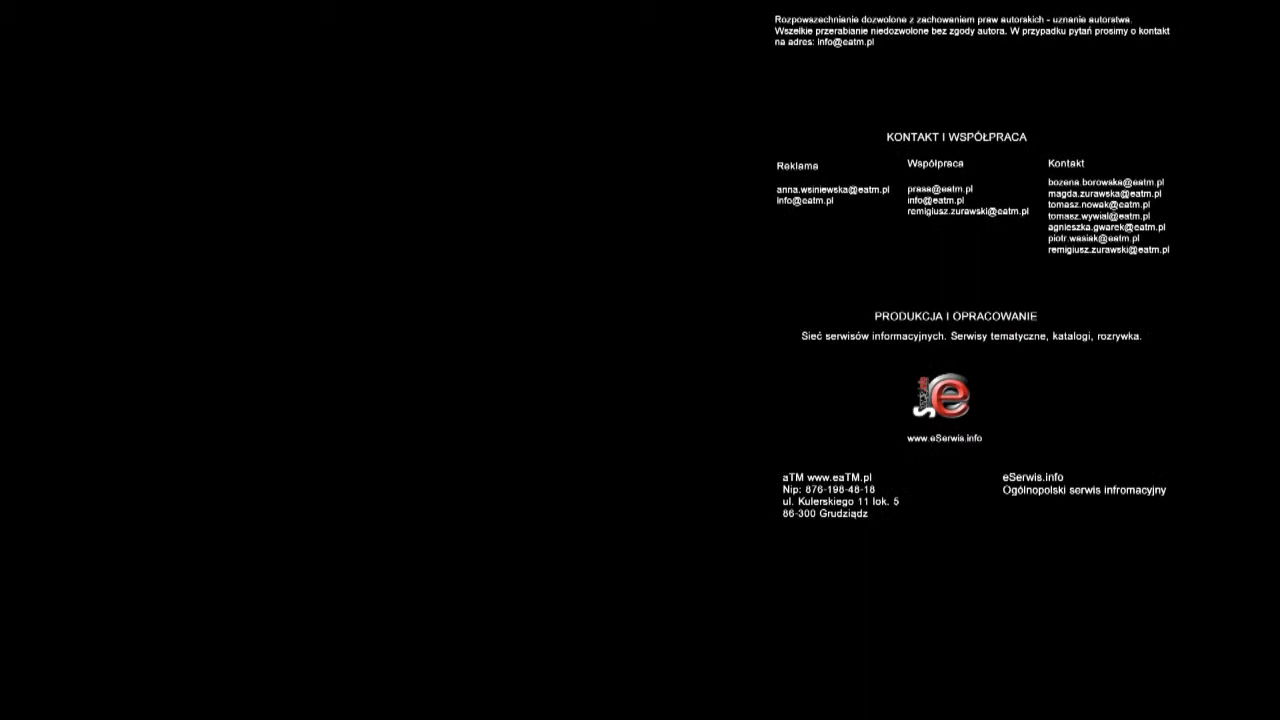 Rozpowszechnianie dozwolone z zachowaniem praw autorskich - uznanie autorstwa.
Wszelkie przerabianie niedozwolone bez zgody autora. W przypadku pytań prosimy o kontakt
na adres: info@eatm.pl
KONTAKT I WSPÓŁPRACA
Reklama
anna.wsiniewska@eatm.pl
info@eatm.pl
Współpraca
prasa@eatm.pl
info@eatm.pl
remigiusz.zurawski@eatm.pl
Kontakt
bozena.borowska@eatm.pl
magda.zurawska@eatm.pl
tomasz.nowak@eatm.pl
tomasz.wywial@eatm.pl
agnieszka.gwarek@eatm.pl
piotr.wasiak@eatm.pl
remigiusz.zurawski@eatm.pl
PRODUKCJA I OPRACOWANIE
Sieć serwisów informacyjnych. Serwisy tematyczne, katalogi, rozrywka.
e
www.eSerwis.info
aTM www.eaTM.pl
Nip: 876-198-48-18
ul. Kulerskiego 11 lok. 5
86-300 Grudziądz
eSerwis.info
Ogólnopolski serwis infromacyjny